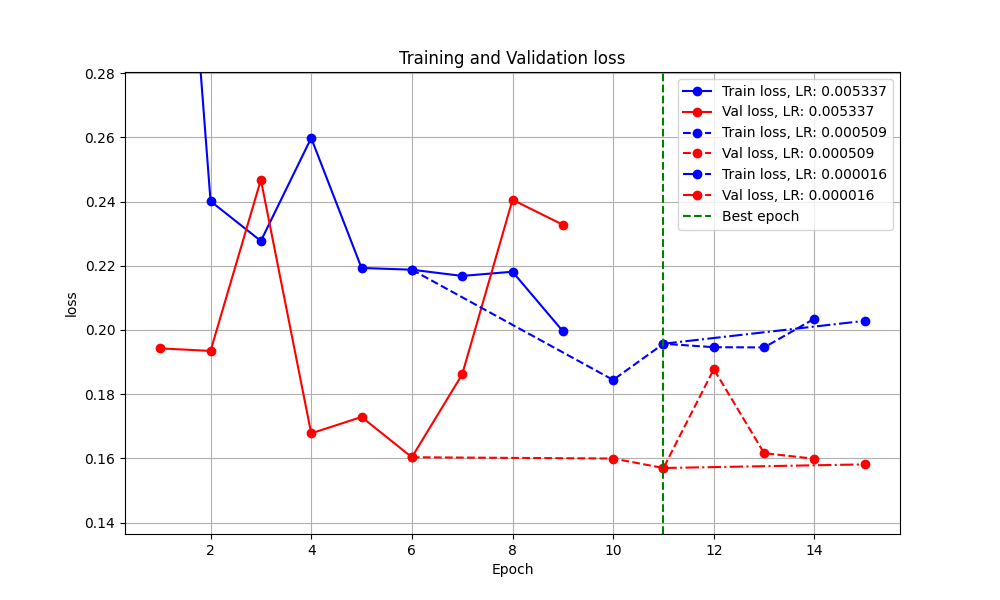 Training and Validation loss
Train loss, LR: 0.005337
Val loss, LR: 0.005337
Train loss, LR: 0.000509
Val loss, LR: 0.000509
Train loss, LR: 0.000016
Val loss, LR: 0.000016
Best epoch
loss
0.28
0.26
0.24
0.22
0.20
0.18
0.16
0.14
2 4 6 8 10 12 14
Epoch